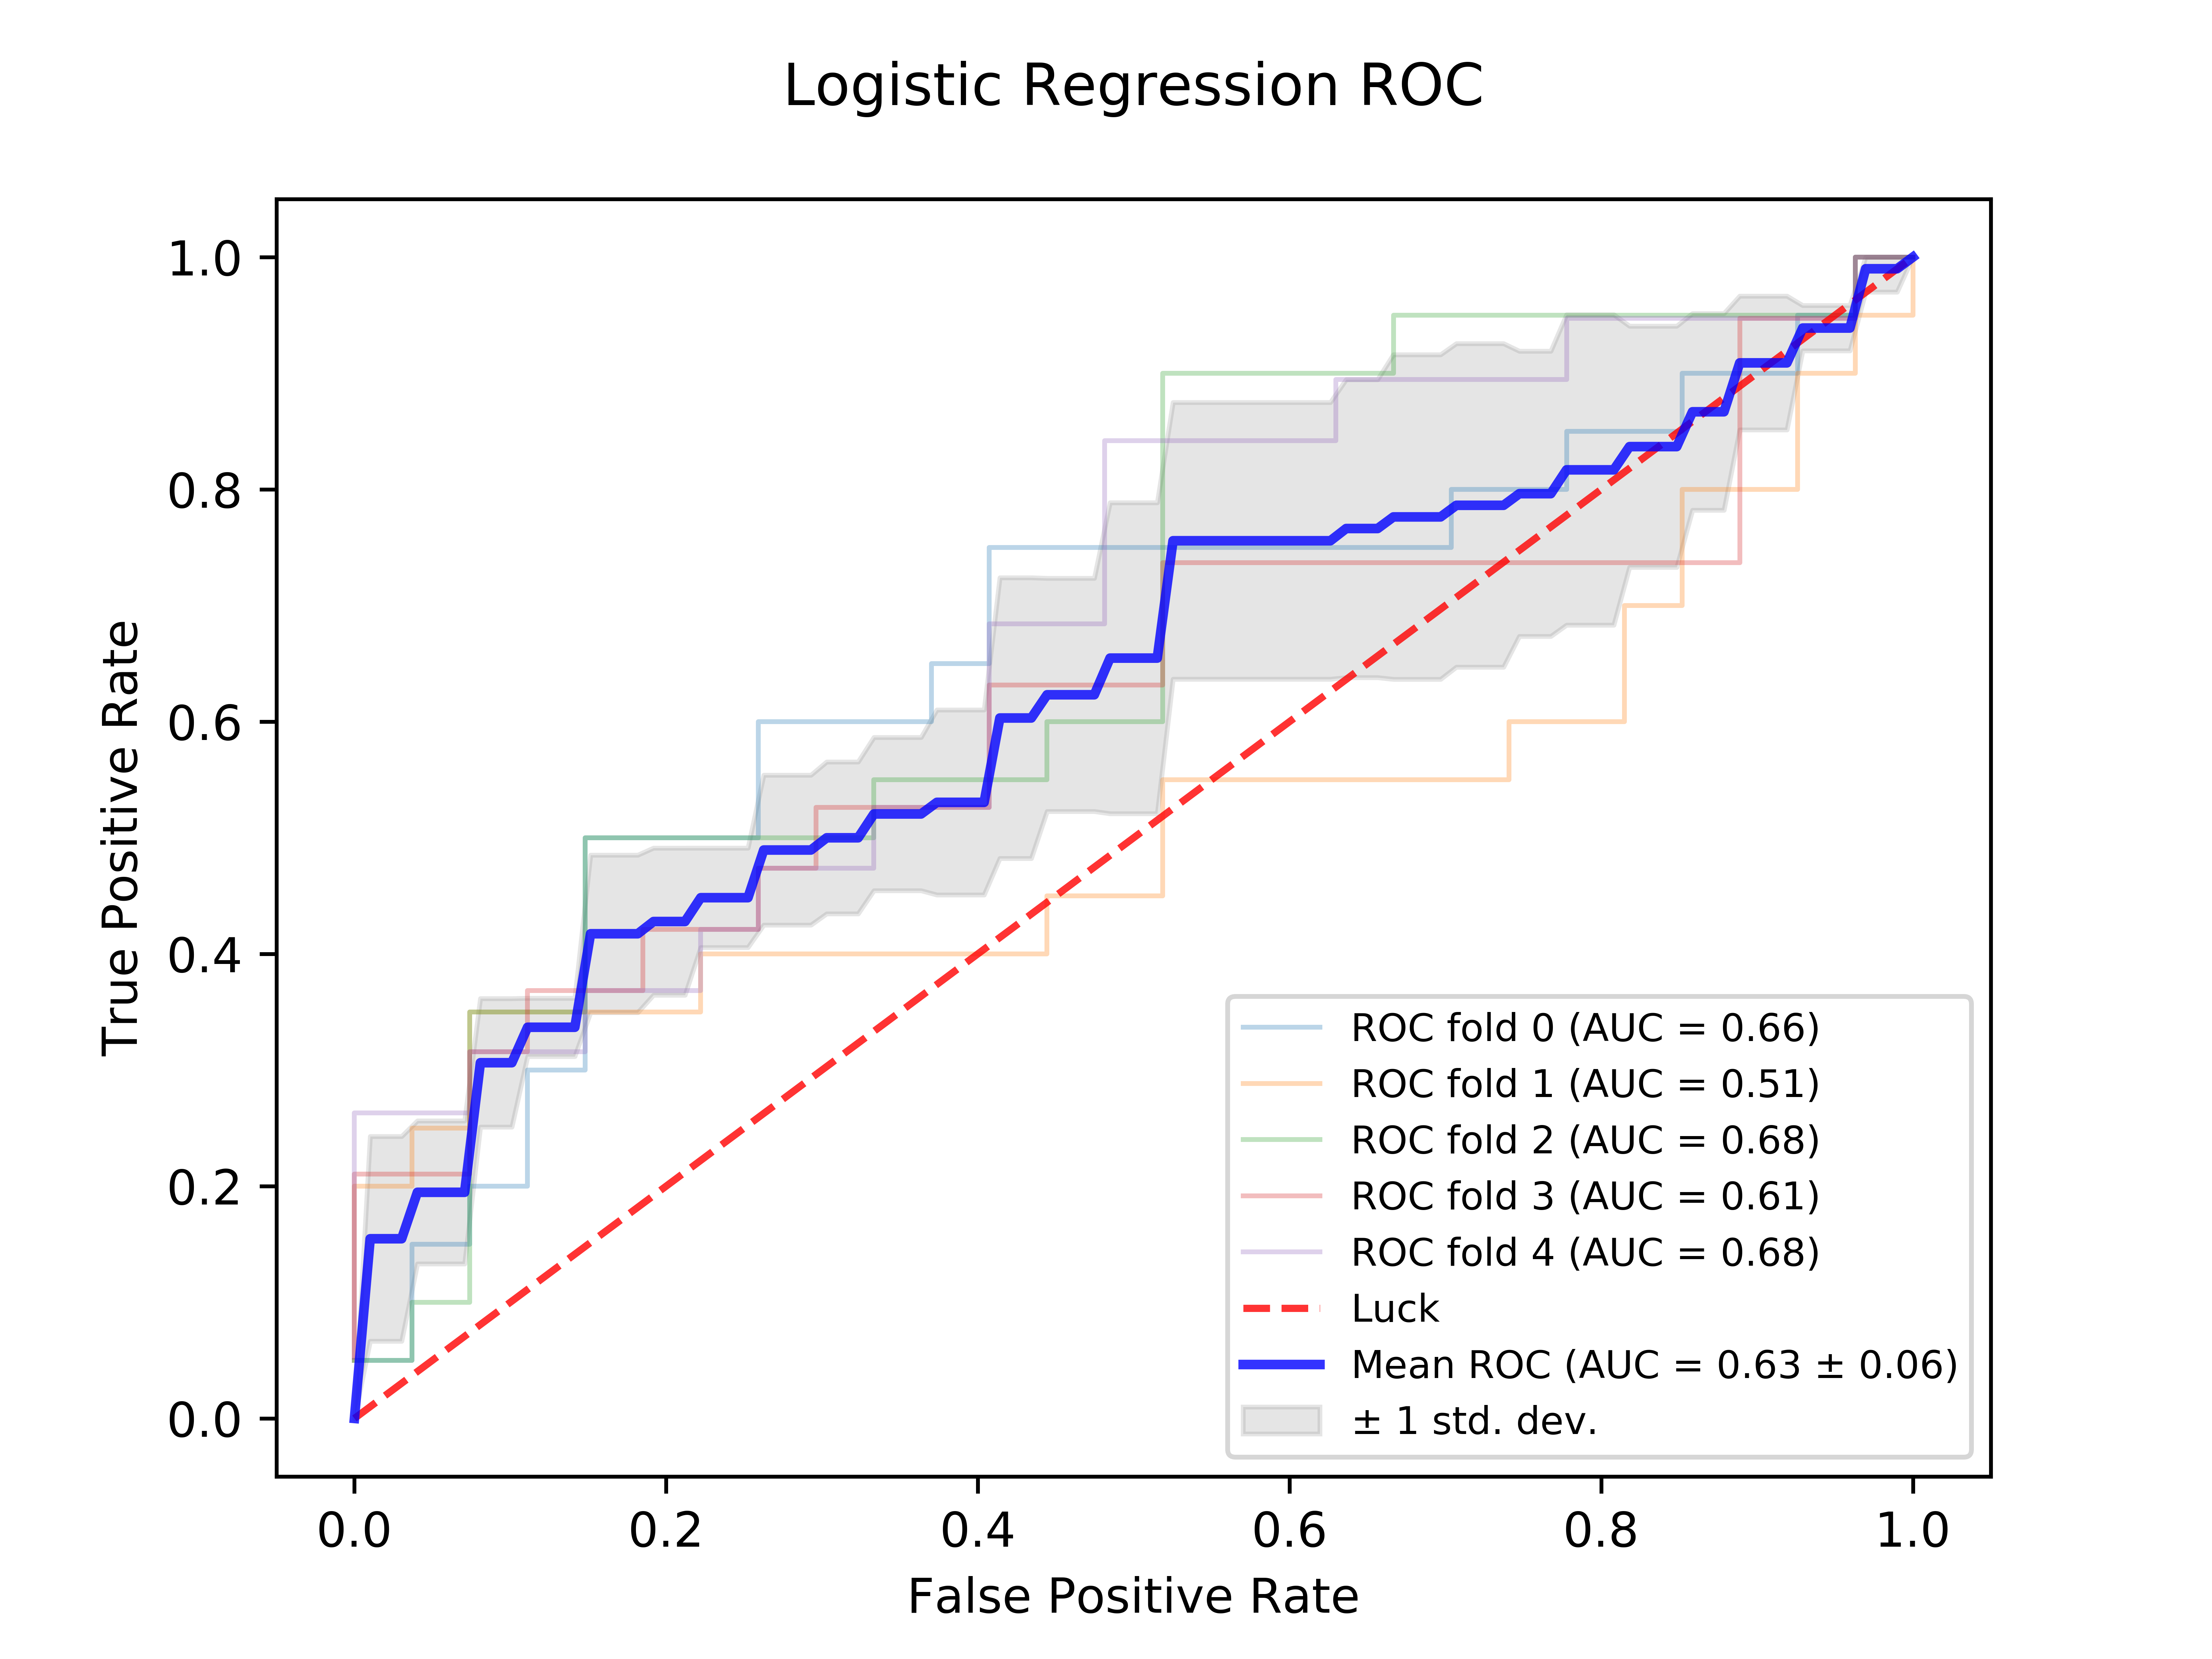 Logistic Regression ROC
1.0
0.8
0.6
0.4
0.2
0.0
True Positive Rate
ROC fold 0 (AUC = 0.66)
ROC fold 1 (AUC = 0.51)
ROC fold 2 (AUC = 0.68)
ROC fold 3 (AUC = 0.61)
ROC fold 4 (AUC = 0.68)
Luck
Mean ROC (AUC = 0.63 ± 0.06)
± 1 std. dev.
0.0 0.2 0.4 0.6 0.8 1.0
False Positive Rate